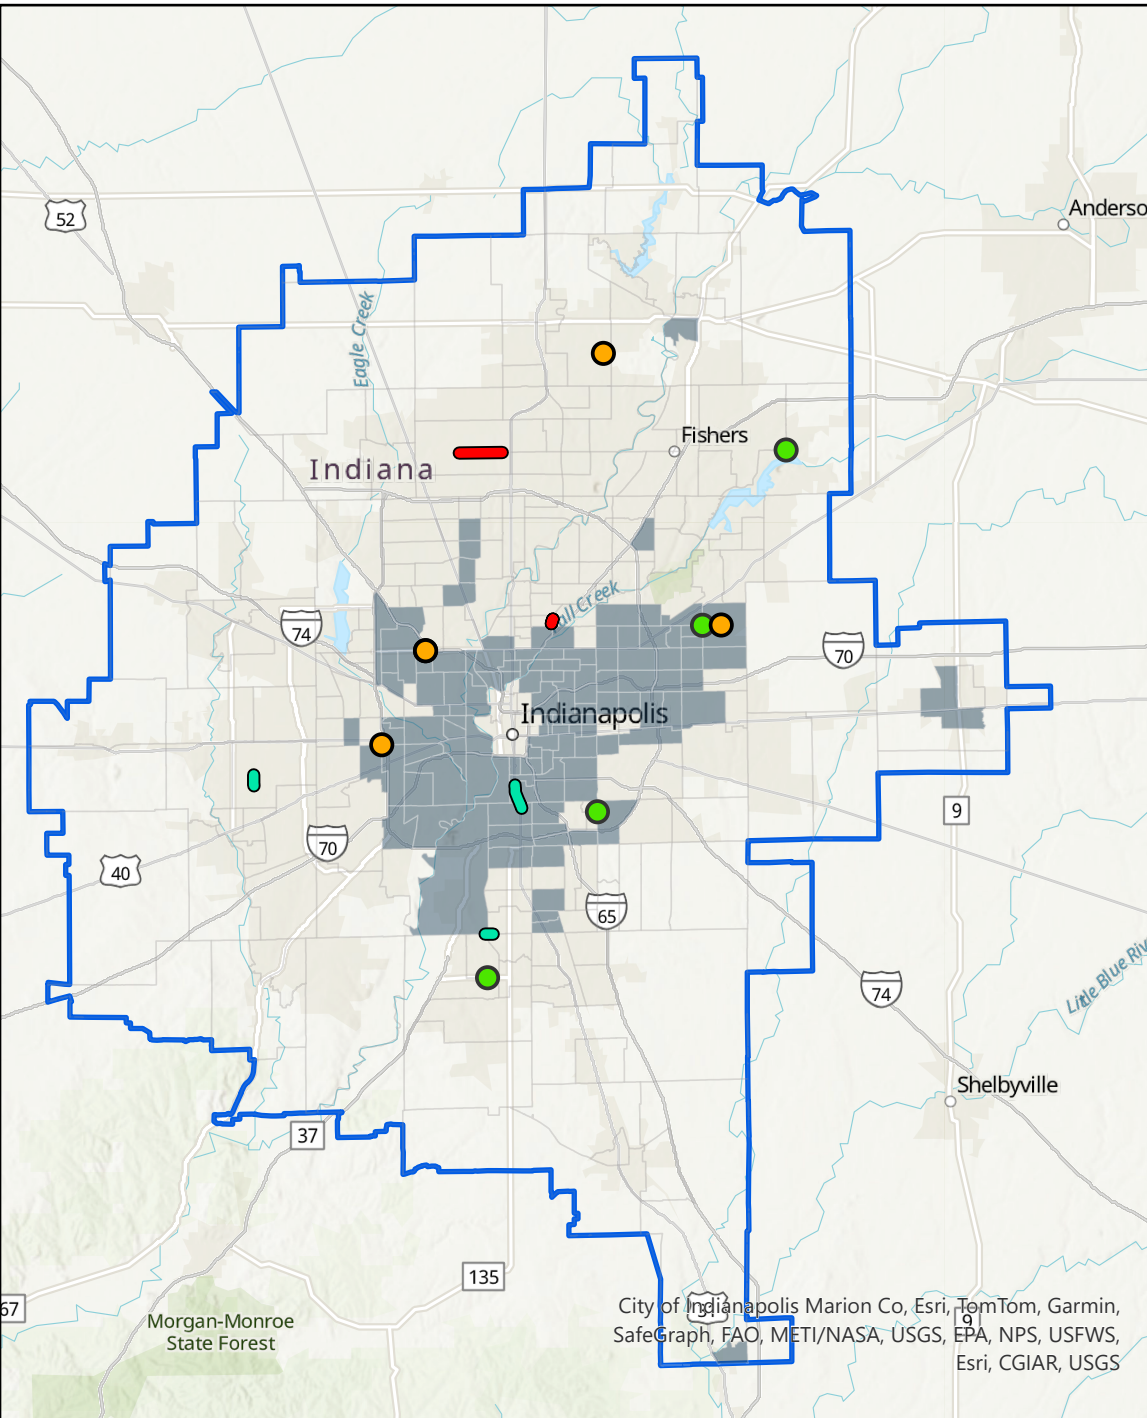 52
Anderso
Eagle Creek
Fishers
Indiana
Fall Creek
74
70
Indianapolis
9
70
40
65
Little Blue Riv
74
Shelbyville
37
135
67
31
9
Morgan-Monroe
State Forest
City of Indianapolis Marion Co, Esri, TomTom, Garmin,
SafeGraph, FAO, METI/NASA, USGS, EPA, NPS, USFWS,
Esri, CGIAR, USGS